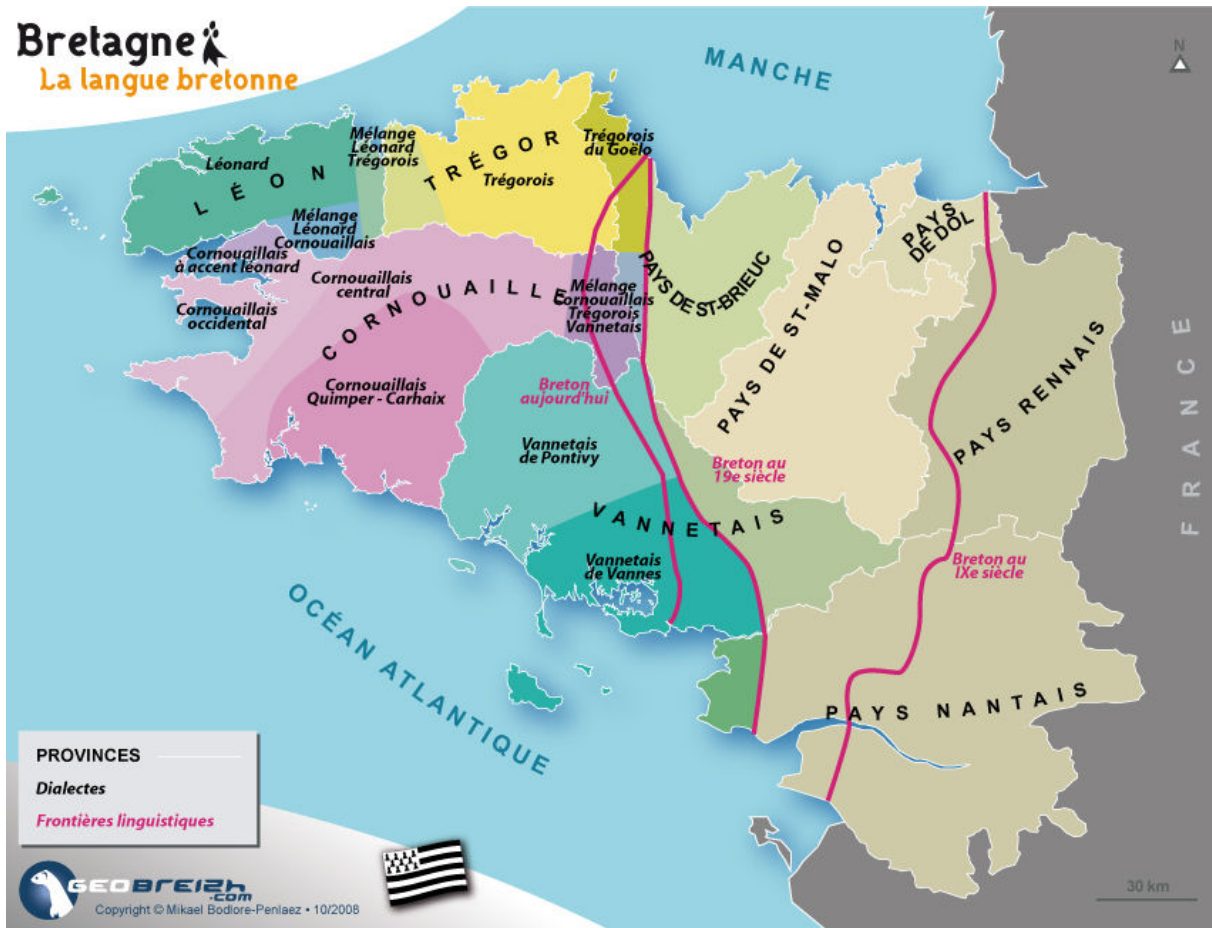 Bretagne
La langue bretonne
MANCHE
N
Léonard
LÉON
Mélange
Léonard
Trégorois
TRÉGOR
Trégorois
Trégorois
du Goëlo
Mélange
Léonard
Cornouaillais
Cornouaillais
à accent léonard
Cornouaillais
occidental
Cornouaillais
central
CORNOUAILLE
Mélange
Cornouaillais
Trégorois
Vannetais
PAYS DE ST-BRIEUC
PAYS DE ST-MALO
PAYS
DE DOL
PAYS RENNAIS
FRANCE
Cornouaillais
Quimper - Carhaix
Breton
aujourd'hui
Vannetais
de Pontivy
Breton au
19e siècle
VANNETAIS
Vannetais
de Vannes
Breton au
IXe siècle
OCÉAN ATLANTIQUE
PAYS NANTAIS
PROVINCES
Dialectes
Frontières linguistiques
GEOBREIZH
.com
Copyright © Mikael Bodlore-Penlaez • 10/2008
30 km